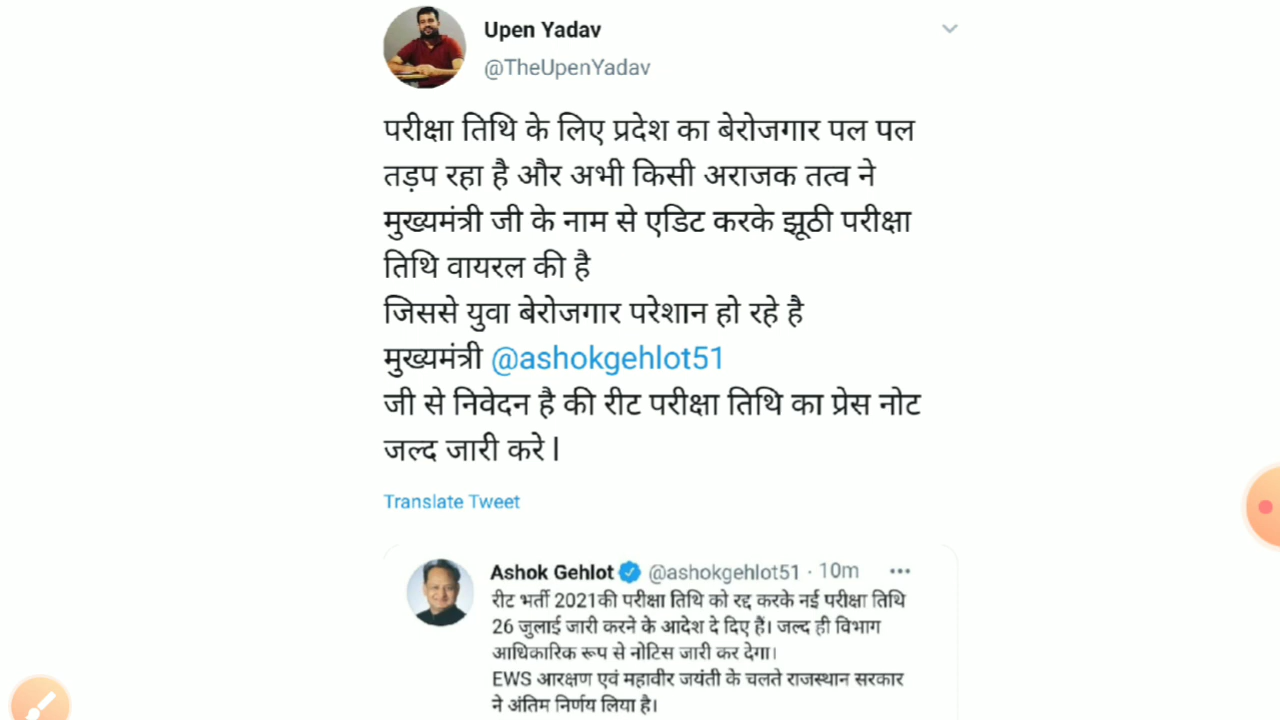 Upen Yadav
@TheUpenYadav
परीक्षा तिथि के लिए प्रदेश का बेरोजगार पल पल
तड़प रहा है और अभी किसी अराजक तत्व ने
मुख्यमंत्री जी के नाम से एडिट करके झूठी परीक्षा
तिथि वायरल की है
जिससे युवा बेरोजगार परेशान हो रहे है
मुख्यमंत्री @ashokgehlot51
जी से निवेदन है की रीट परीक्षा तिथि का प्रेस नोट
जल्द जारी करे l
Translate Tweet
Ashok Gehlot @ashokgehlot51 · 10m
रीट भर्ती 2021की परीक्षा तिथि को रद्द करके नई परीक्षा तिथि
26 जुलाई जारी करने के आदेश दे दिए हैं। जल्द ही विभाग
आधिकारिक रूप से नोटिस जारी कर देगा।
EWS आरक्षण एवं महावीर जयंती के चलते राजस्थान सरकार
ने अंतिम निर्णय लिया है।